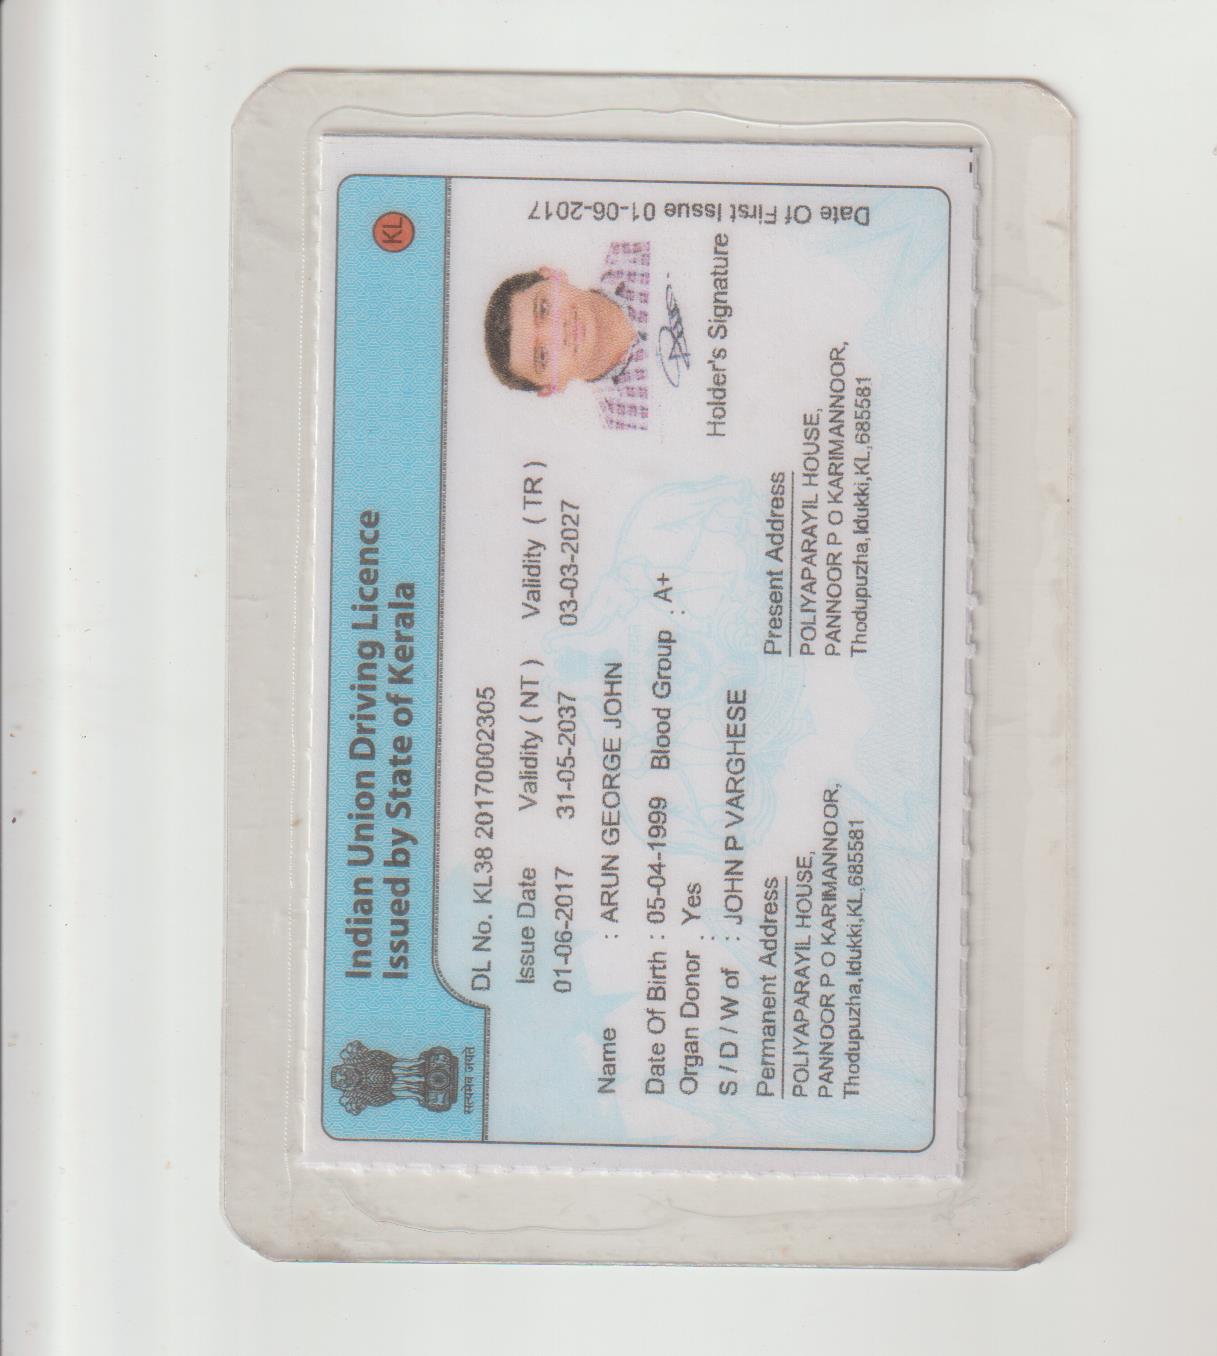 Indian Union Driving Licence
Issued by State of Kerala
KL
सत्यमेव जयते
DL No. KL38 20170002305
Issue Date Validity ( NT ) Validity ( TR )
01-06-2017 31-05-2037 03-03-2027
Name : ARUN GEORGE JOHN
Date Of Birth : 05-04-1999 Blood Group : A+
Organ Donor : Yes
S / D / W of : JOHN P VARGHESE
Holder's Signature
Date Of First Issue 01-06-2017
Permanent Address
POLIYAPARAYIL HOUSE,
PANNOOR P O KARIMANNOOR,
Thodupuzha,Idukki,KL,685581
Present Address
POLIYAPARAYIL HOUSE,
PANNOOR P O KARIMANNOOR,
Thodupuzha,Idukki,KL,685581